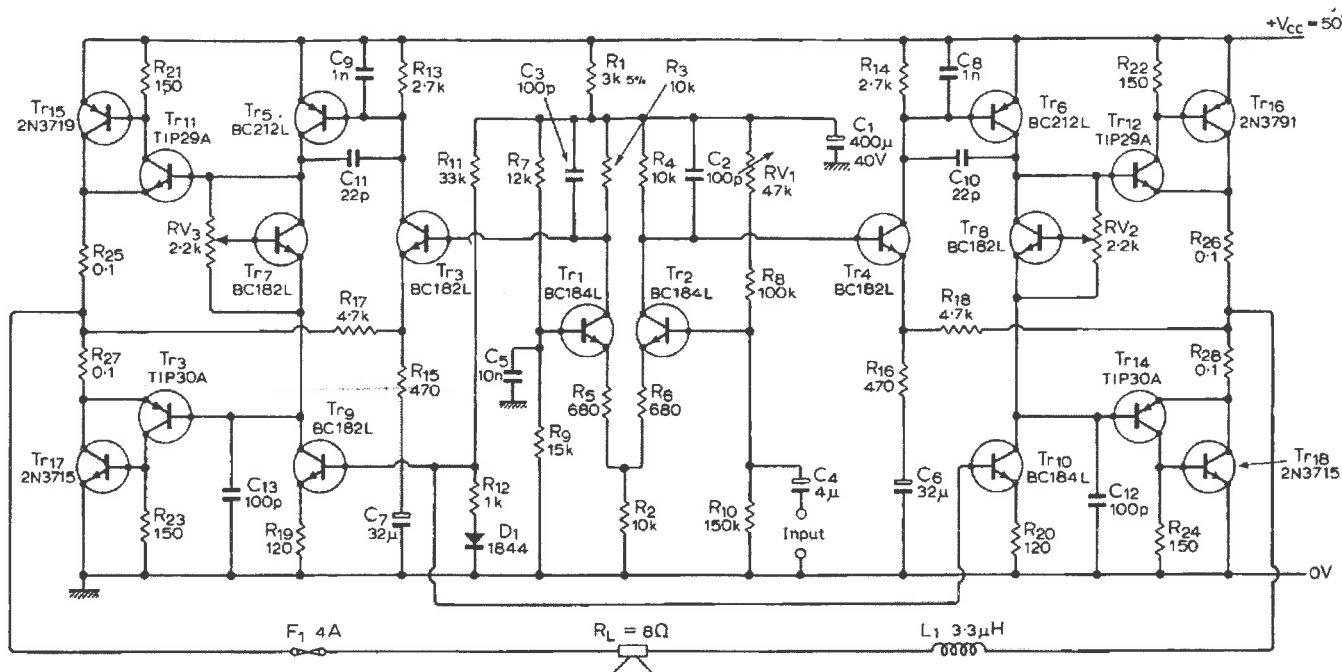 +Vcc = 50
R21
150
C9
1n
R13
2·7k
C3
100p
R1
3k 5%
R3
10k
R14
2·7k
C8
1n
R22
150
Tr15
2N3719
Tr11
TIP29A
Tr5
BC212L
Tr6
BC212L
Tr12
TIP29A
Tr16
2N3791
C11
22p
R11
33k
R7
12k
R4
10k
C2
100p
RV1
47k
C1
400µ
40V
C10
22p
RV3
2·2k
Tr7
BC182L
Tr3
BC182L
Tr1
BC184L
Tr2
BC184L
R8
100k
Tr4
BC182L
Tr8
BC182L
RV2
2·2k
R25
0·1
R26
0·1
R17
4·7k
R18
4·7k
R27
0·1
Tr3
TIP30A
R15
470
C5
10n
R5
680
R6
680
R16
470
Tr14
TIP30A
R28
0·1
Tr17
2N3715
Tr9
BC182L
R9
15k
Tr10
BC184L
Tr18
2N3715
C13
100p
R12
1k
C4
4µ
C6
32µ
C12
100p
R23
150
R19
120
C7
32µ
D1
1844
R2
10k
R10
150k
Input
R20
120
R24
150
0V
F1 4A
RL = 8Ω
L1 3·3µH